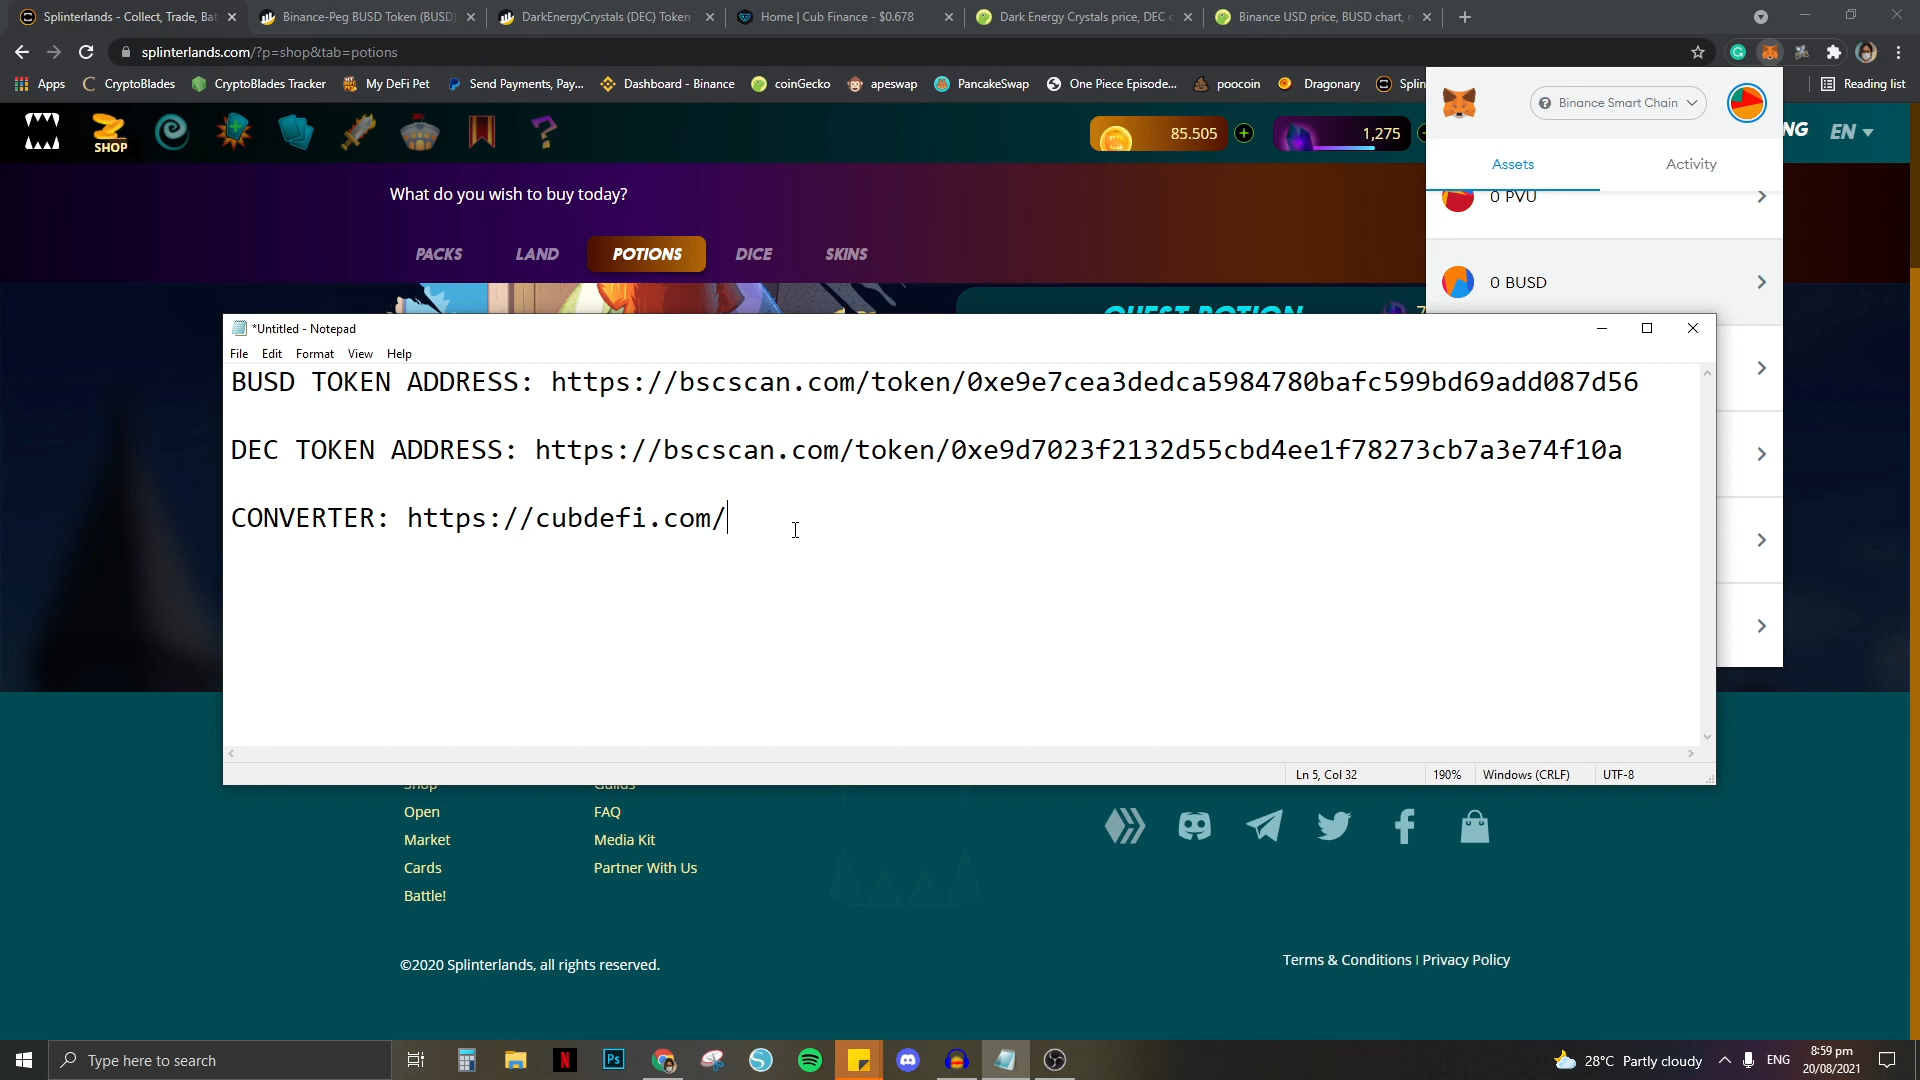 Splinterlands - Collect, Trade, Bat
Binance-Peg BUSD Token (BUSD)
DarkEnergyCrystals (DEC) Token
Home | Cub Finance - $0.678
Dark Energy Crystals price, DEC c
Binance USD price, BUSD chart, m
splinterlands.com/?p=shop&tab=potions
Apps
CryptoBlades
CryptoBlades Tracker
My DeFi Pet
Send Payments, Pay...
Dashboard - Binance
coinGecko
apeswap
PancakeSwap
One Piece Episode...
poocoin
Dragonary
Splin
Reading list
SHOP
85.505
1,275
Binance Smart Chain
NG
EN
Assets
Activity
0 PVU
0 BUSD
What do you wish to buy today?
PACKS
LAND
POTIONS
DICE
SKINS
QUEST POTION
*Untitled - Notepad
File
Edit
Format
View
Help
BUSD TOKEN ADDRESS: https://bscscan.com/token/0xe9e7cea3dedca5984780bafc599bd69add087d56
DEC TOKEN ADDRESS: https://bscscan.com/token/0xe9d7023f2132d55cbd4ee1f78273cb7a3e74f10a
CONVERTER: https://cubdefi.com/
Ln 5, Col 32
190%
Windows (CRLF)
UTF-8
Shop
Guilds
Open
FAQ
Market
Media Kit
Cards
Partner With Us
Battle!
©2020 Splinterlands, all rights reserved.
Terms & Conditions | Privacy Policy
Type here to search
Ps
28°C Partly cloudy
ENG
8:59 pm
20/08/2021